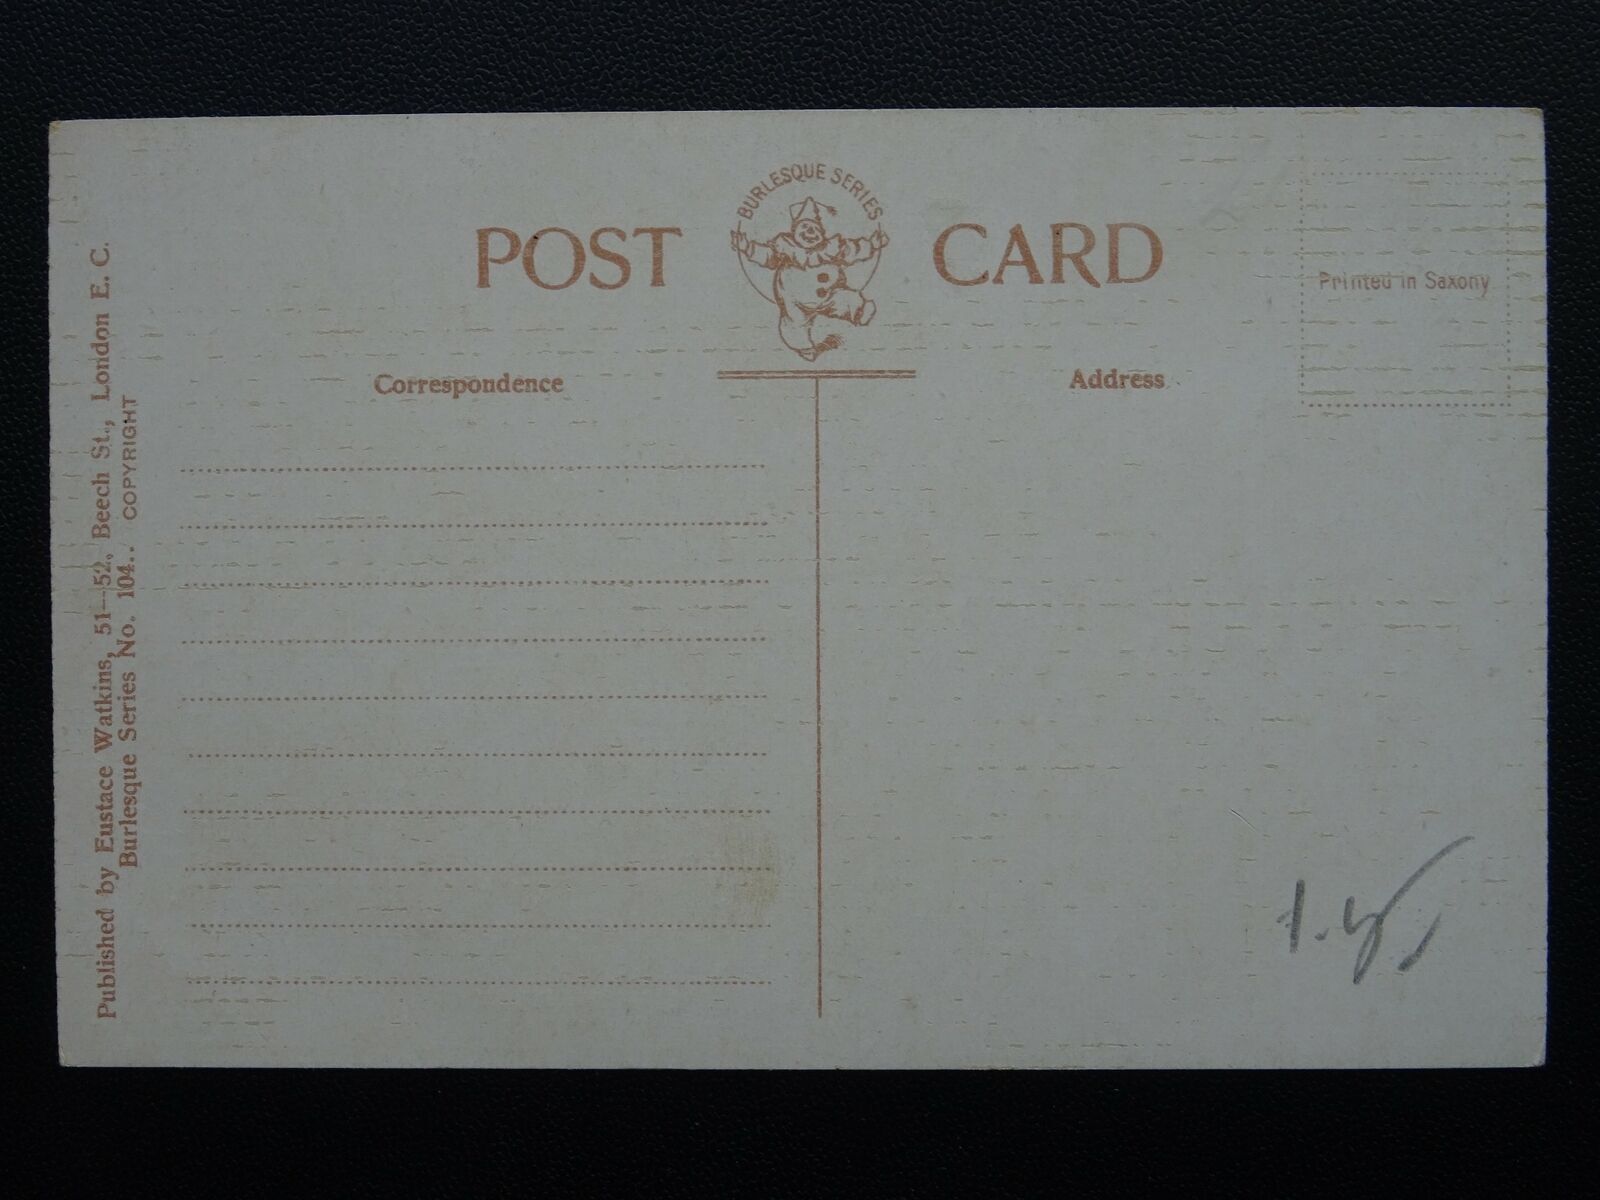 BURLESQUE SERIES
POST CARD
Printed in Saxony
Correspondence
Address
Published by Eustace Watkins, 51—52, Beech St., London E. C.
Burlesque Series No. 104.. COPYRIGHT